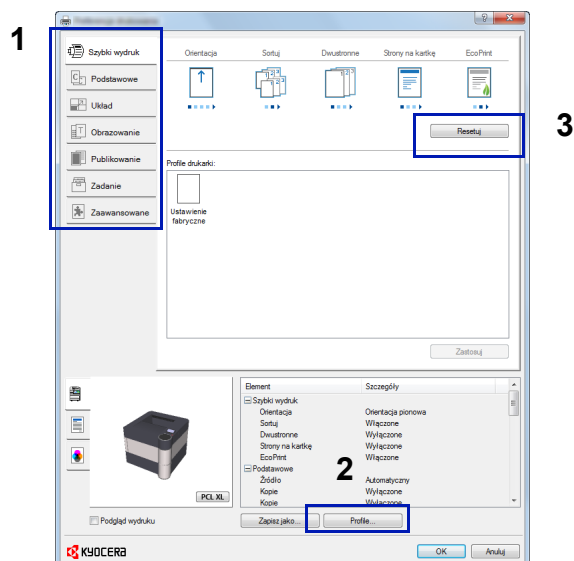 1
Szybki wydruk
Podstawowe
Układ
Obrazowanie
Publikowanie
Zadanie
Zaawansowane
Orientacja Sortuj Dwustronne Strony na kartkę EcoPrint
Resetuj
3
Profile drukarki:
Ustawienie
fabryczne
Zastosuj
Element Szczegóły
Szybki wydruk
Orientacja Orientacja pionowa
Sortuj Włączone
Dwustronne Wyłączone
Strony na kartkę Wyłączone
EcoPrint Włączone
Podstawowe
Źródło Automatyczny
Kopie Wyłączone
Kopie Wyłączone
2
PCL XL
Podgląd wydruku
Zapisz jako... Profile...
KYOCERA
OK Anuluj